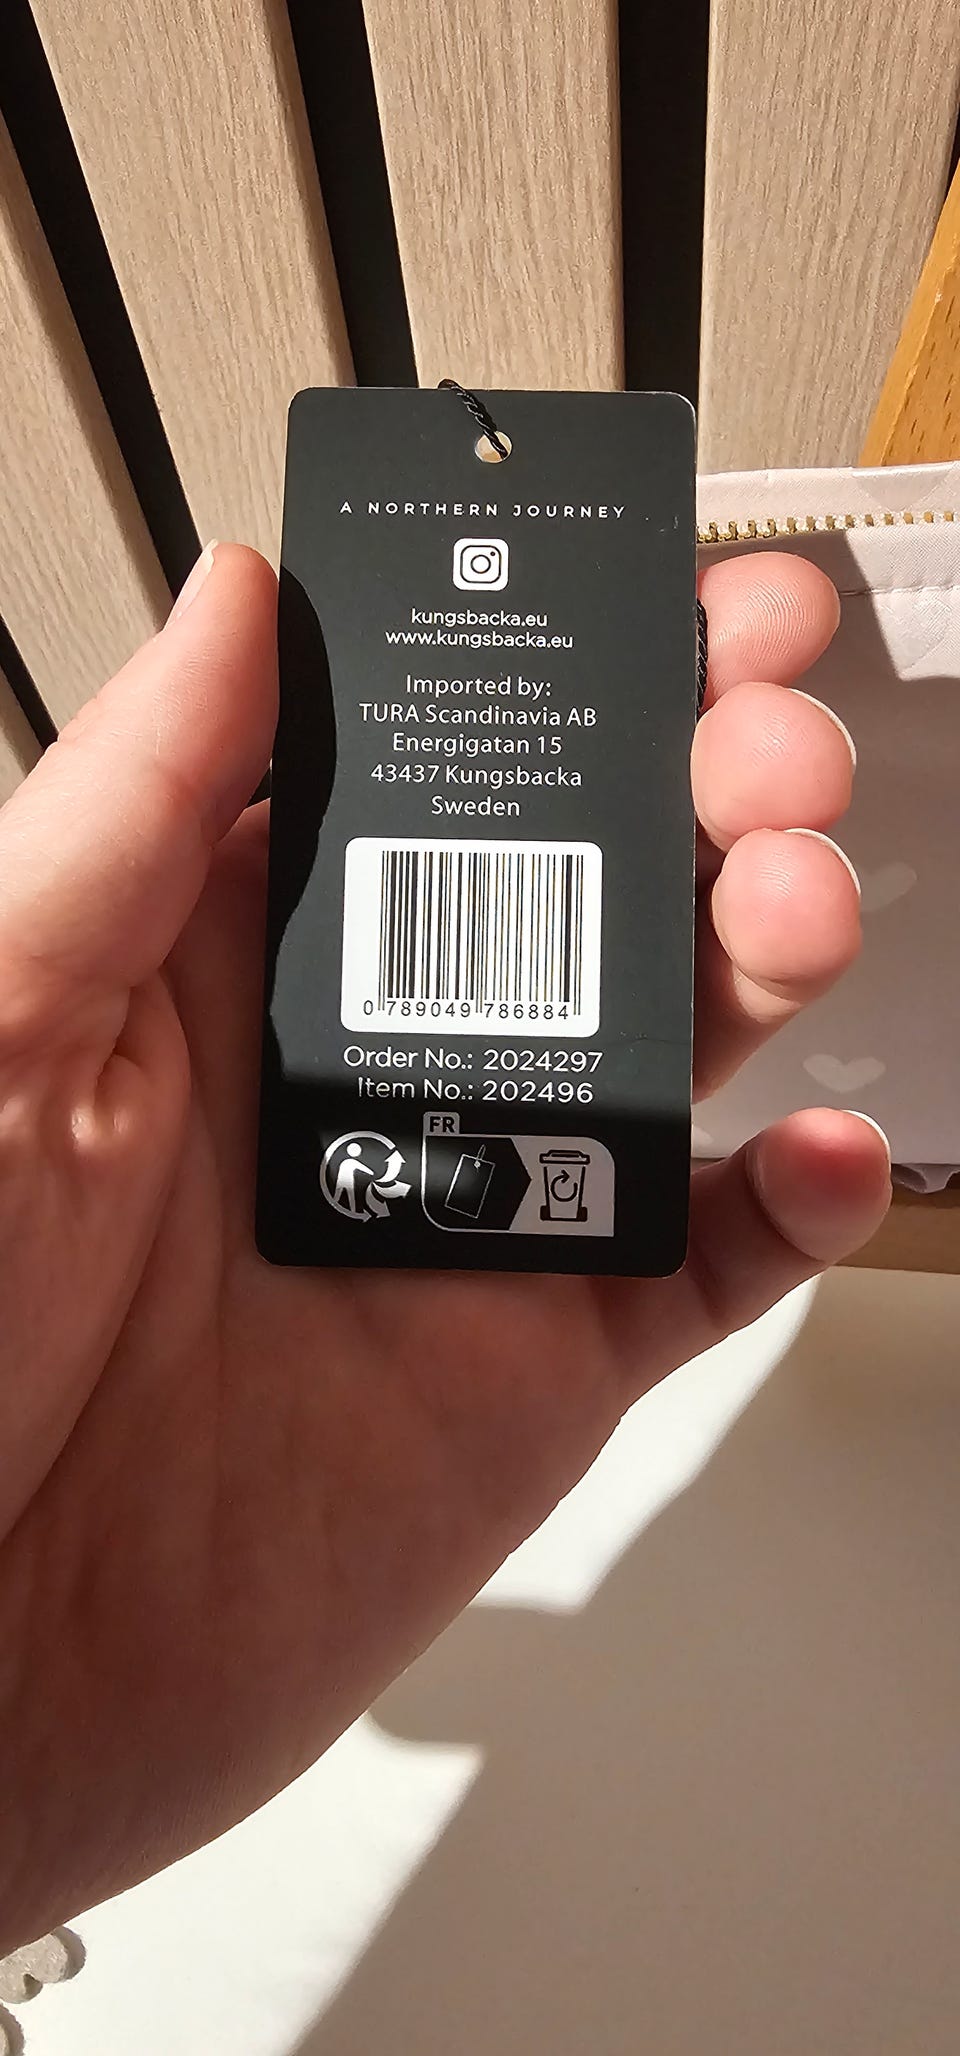 A NORTHERN JOURNEY
kungsbacka.eu
www.kungsbacka.eu
Imported by:
TURA Scandinavia AB
Energigatan 15
43437 Kungsbacka
Sweden
0 789049 786884
Order No.: 2024297
Item No.: 202496
FR